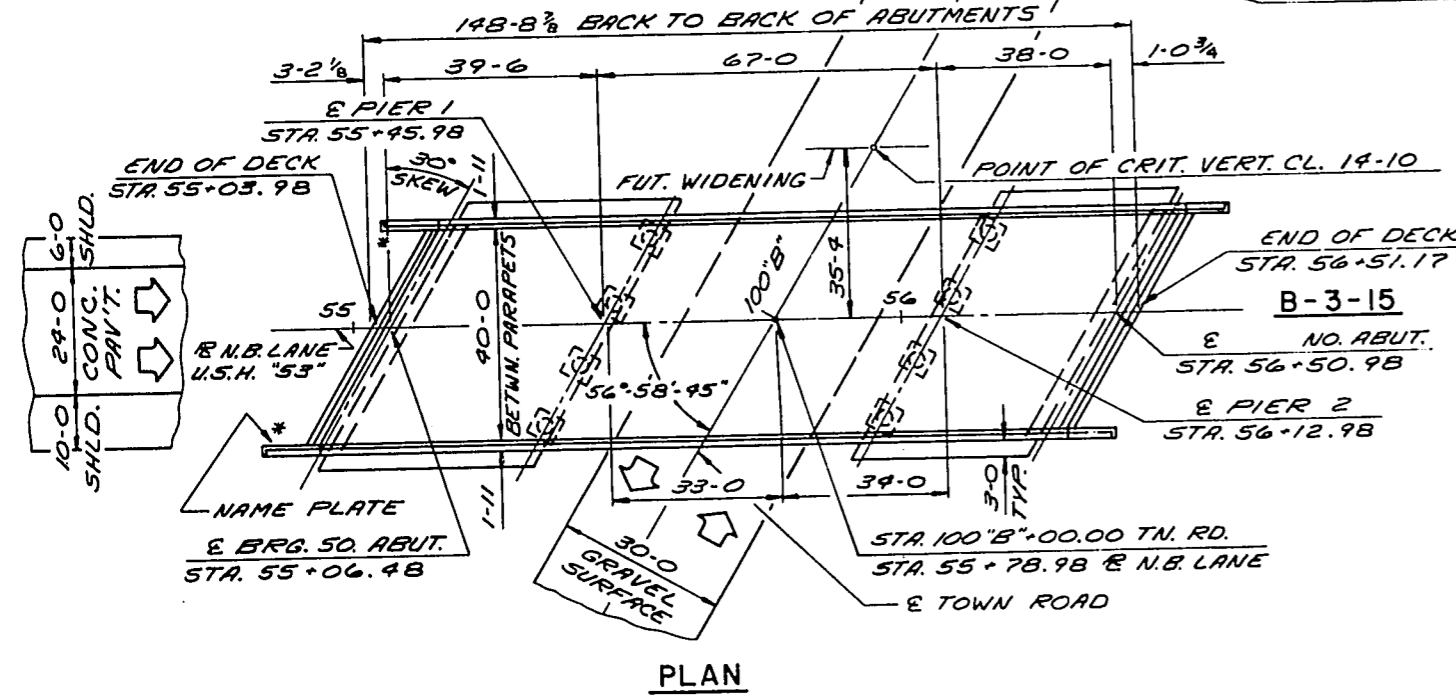 148-8 7/8 BACK TO BACK OF ABUTMENTS
3-2 1/8
39-6
67-0
38-0
1-0 3/4
℄ PIER 1
STA. 55+45.98
END OF DECK
STA. 55+03.98
30°
SKEW
1-11
FUT. WIDENING
POINT OF CRIT. VERT. CL. 14-10
6-0
SHLD.
24-0
CONC.
PAV'T.
10-0
SHLD.
*
40-0
BETWN. PARAPETS
100"B"
35-4
END OF DECK
STA. 56+51.17
B-3-15
55
56
N.B. LANE
U.S.H. "53"
℄ NO. ABUT.
STA. 56+50.98
56°-58'-45"
℄ PIER 2
STA. 56+12.98
*
NAME PLATE
1-11
33-0
34-0
3-0
TYP.
℄ BRG. SO. ABUT.
STA. 55+06.48
30-0
GRAVEL
SURFACE
STA. 100"B"+00.00 TN. RD.
STA. 55+78.98 N.B. LANE
℄ TOWN ROAD
PLAN